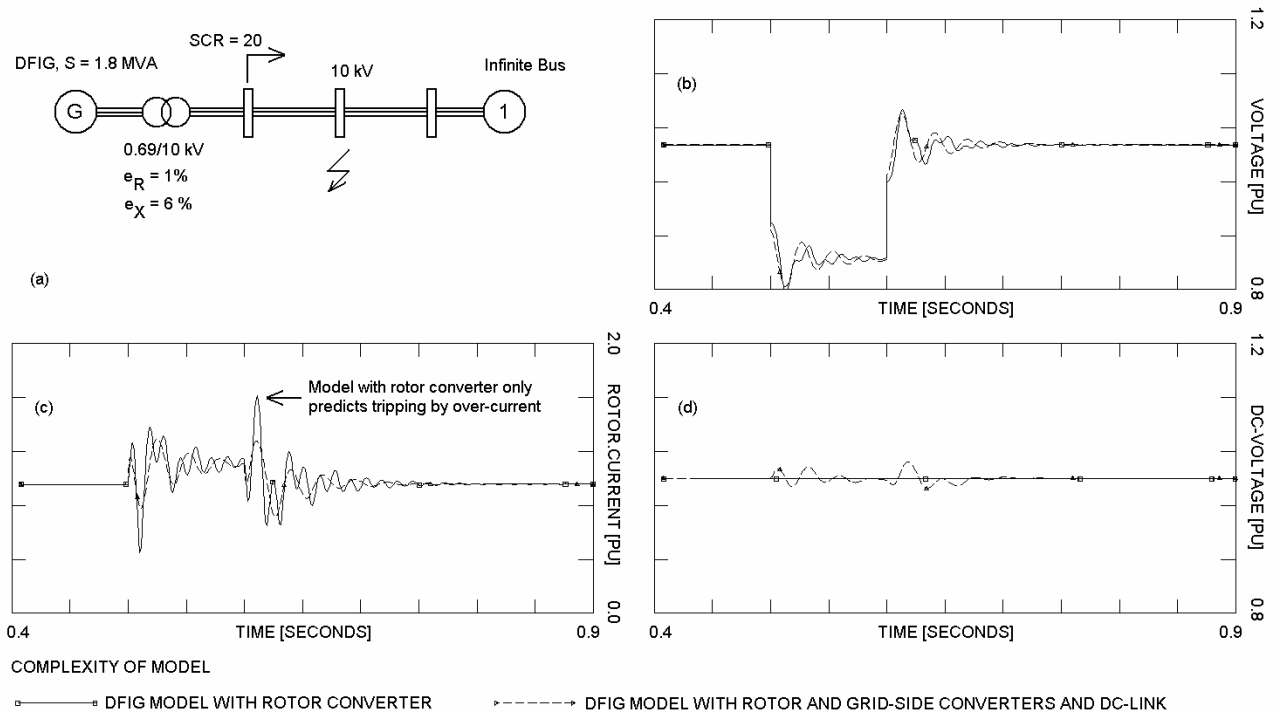 SCR = 20
DFIG, S = 1.8 MVA
10 kV
Infinite Bus
G
1
0.69/10 kV
eR = 1%
eX = 6 %
(a)
1.2
(b)
VOLTAGE [PU]
0.8
0.4
TIME [SECONDS]
0.9
2.0
(c)
Model with rotor converter only
predicts tripping by over-current
ROTOR.CURRENT [PU]
0.0
0.4
TIME [SECONDS]
0.9
1.2
(d)
DC-VOLTAGE [PU]
0.8
0.4
TIME [SECONDS]
0.9
COMPLEXITY OF MODEL
DFIG MODEL WITH ROTOR CONVERTER
DFIG MODEL WITH ROTOR AND GRID-SIDE CONVERTERS AND DC-LINK